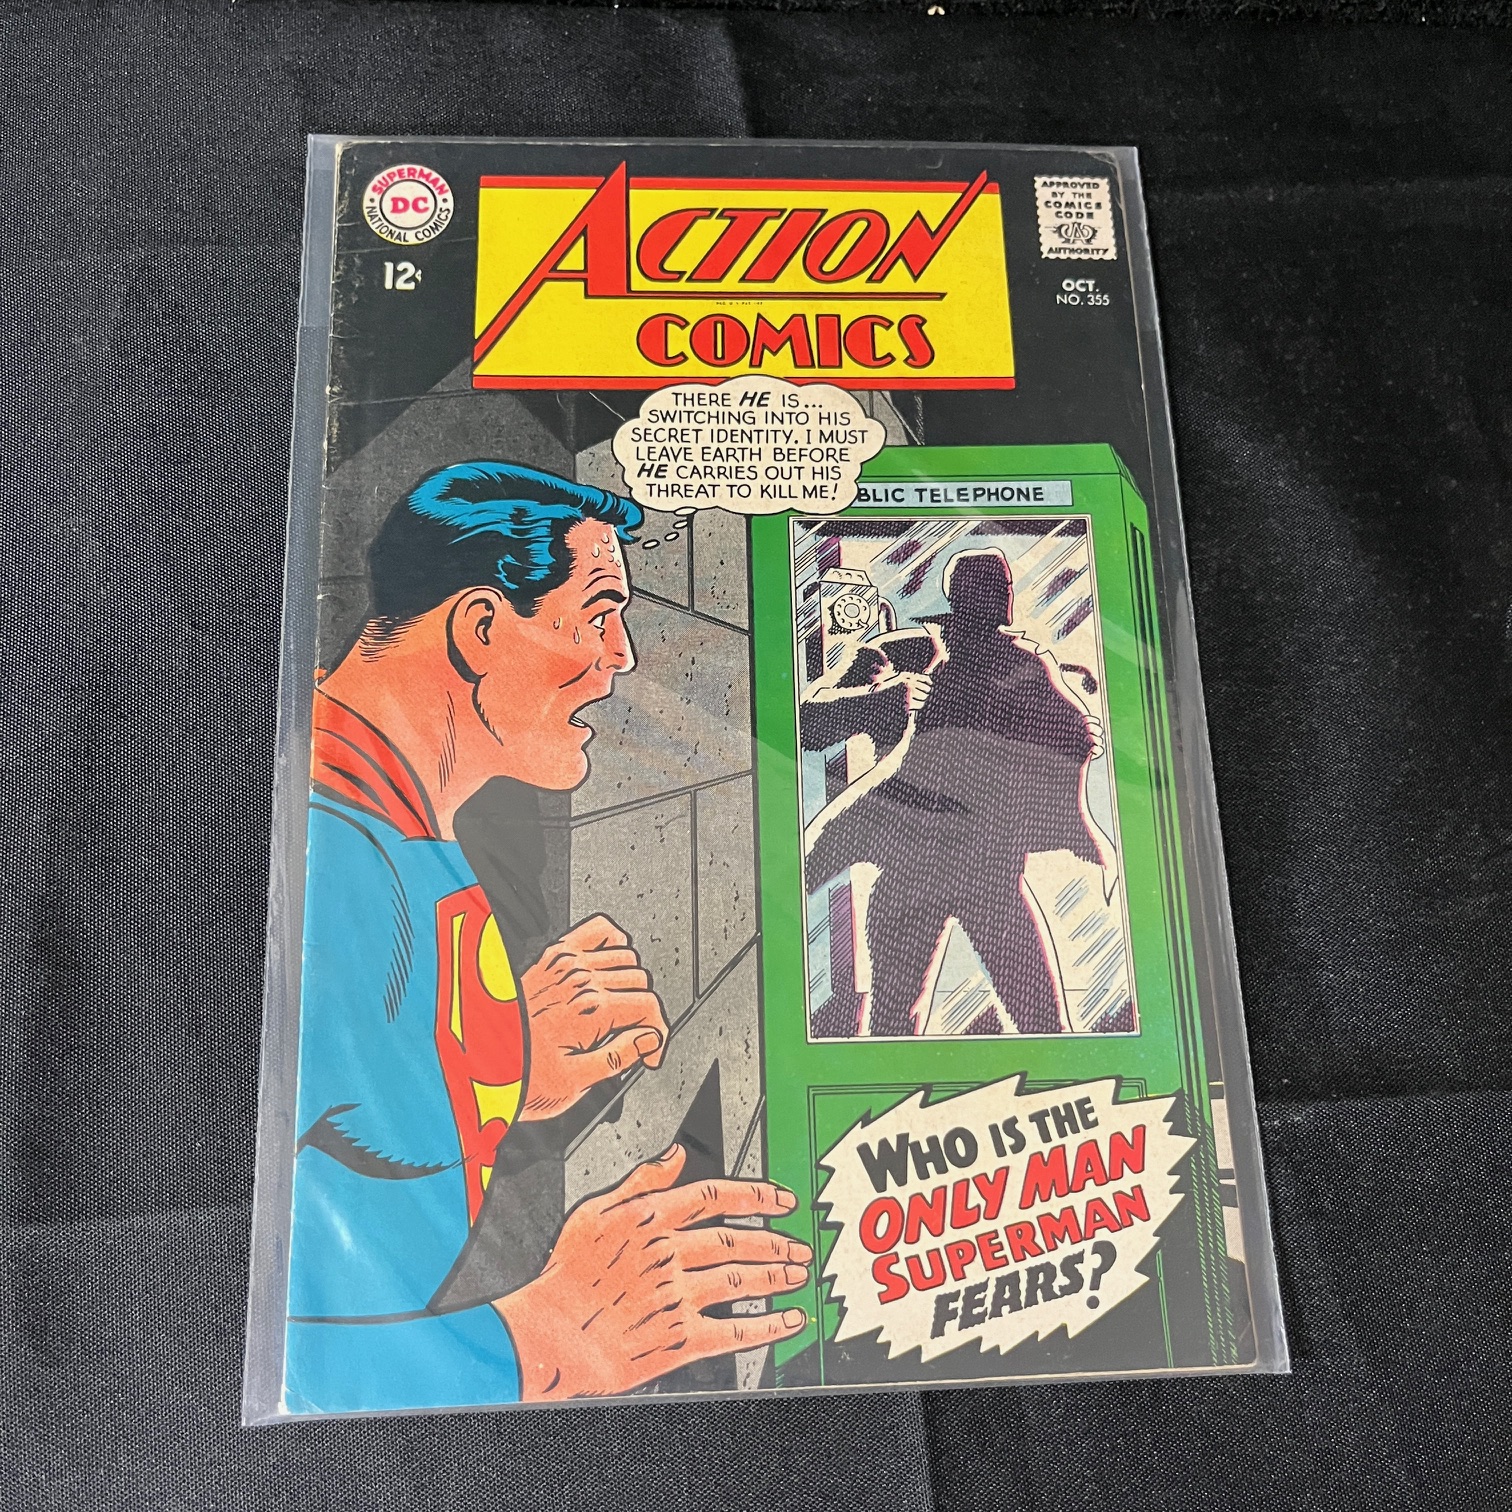 SUPERMAN
DC
NATIONAL COMICS
12¢
ACTION
COMICS
APPROVED
BY THE
COMICS
CODE
CA
AUTHORITY
OCT.
NO. 355
THERE HE IS...
SWITCHING INTO HIS
SECRET IDENTITY. I MUST
LEAVE EARTH BEFORE
HE CARRIES OUT HIS
THREAT TO KILL ME!
BLIC TELEPHONE
WHO IS THE
ONLY MAN
SUPERMAN
FEARS?